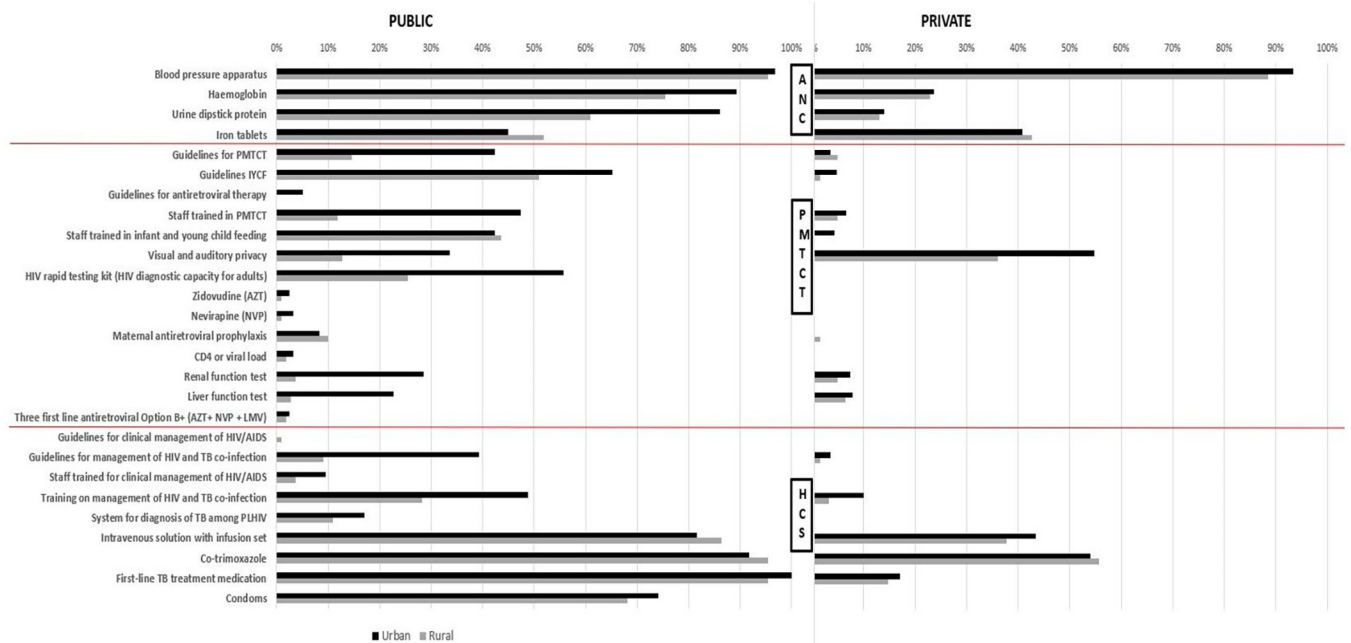 PUBLIC PRIVATE
0% 10% 20% 30% 40% 50% 60% 70% 80% 90% 100% 10% 20% 30% 40% 50% 60% 70% 80% 90% 100%
Blood pressure apparatus
Haemoglobin
Urine dipstick protein
Iron tablets
A
N
C
Guidelines for PMTCT
Guidelines IYCF
Guidelines for antiretroviral therapy
Staff trained in PMTCT
Staff trained in infant and young child feeding
Visual and auditory privacy
HIV rapid testing kit (HIV diagnostic capacity for adults)
Zidovudine (AZT)
Nevirapine (NVP)
Maternal antiretroviral prophylaxis
CD4 or viral load
Renal function test
Liver function test
Three first line antiretroviral Option B+ (AZT+ NVP + LMV)
P
M
T
C
T
Guidelines for clinical management of HIV/AIDS
Guidelines for management of HIV and TB co-infection
Staff trained for clinical management of HIV/AIDS
Training on management of HIV and TB co-infection
System for diagnosis of TB among PLHIV
Intravenous solution with infusion set
Co-trimoxazole
First-line TB treatment medication
Condoms
H
C
S
Urban Rural